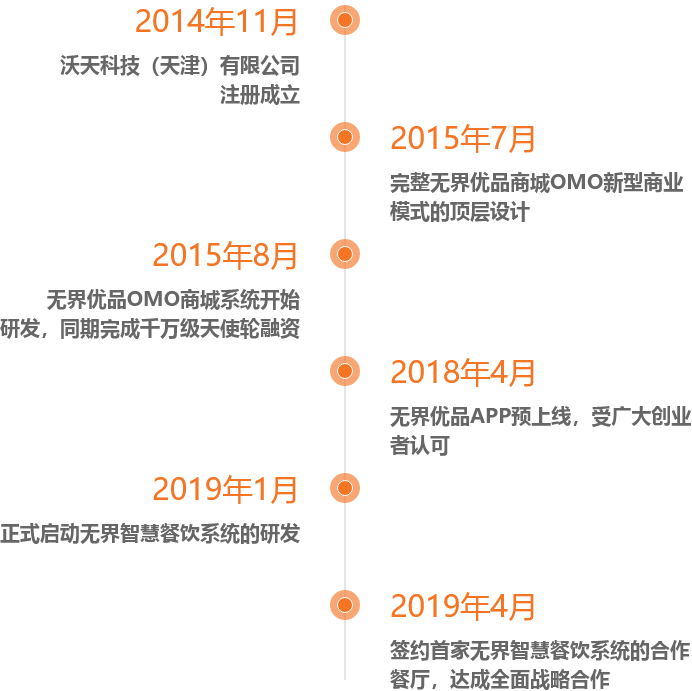 2014年11月
沃天科技（天津）有限公司
注册成立
2015年7月
完整无界优品商城OMO新型商业
模式的顶层设计
2015年8月
无界优品OMO商城系统开始
研发，同期完成千万级天使轮融资
2018年4月
无界优品APP预上线，受广大创业
者认可
2019年1月
正式启动无界智慧餐饮系统的研发
2019年4月
签约首家无界智慧餐饮系统的合作
餐厅，达成全面战略合作